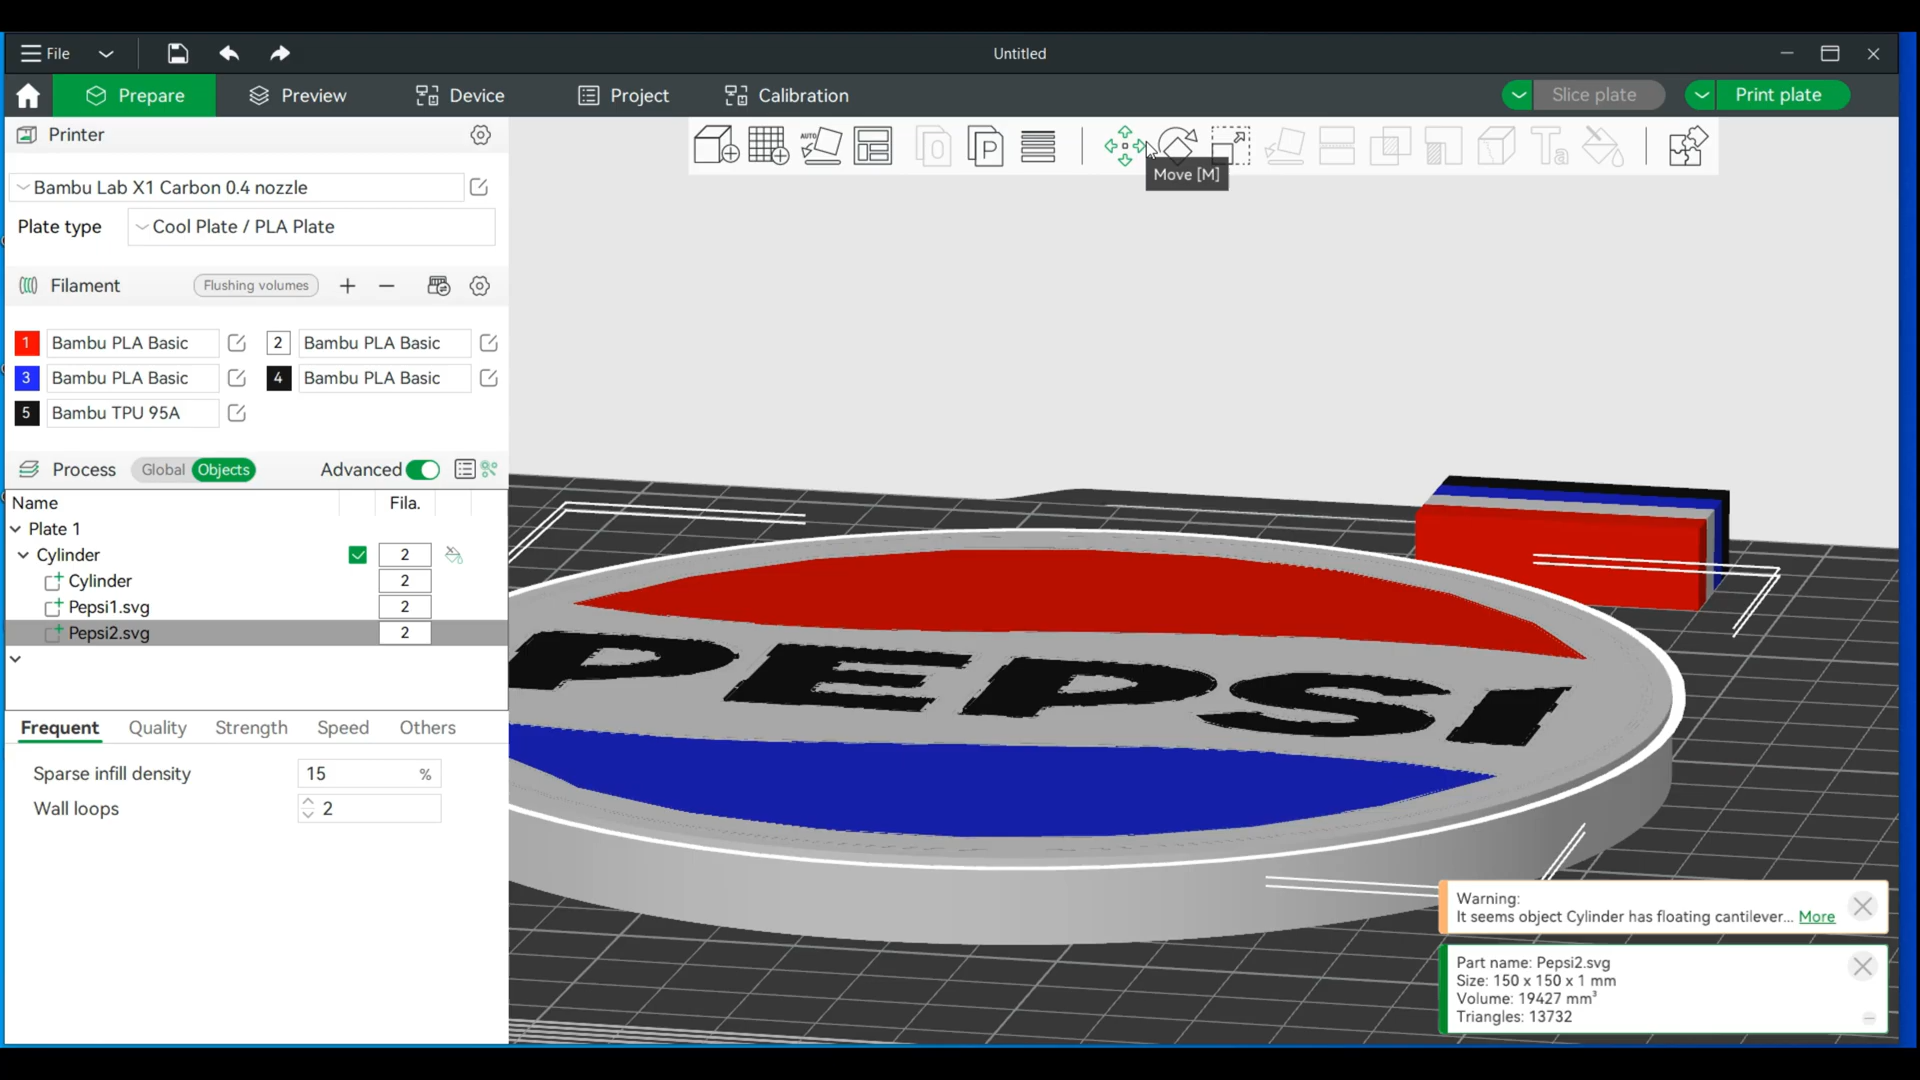 File
Untitled
Prepare
Preview
Device
Project
Calibration
Slice plate
Print plate
Printer
AUTO
0
P
Ta
Move [M]
Bambu Lab X1 Carbon 0.4 nozzle
Plate type
Cool Plate / PLA Plate
Filament
Flushing volumes
1 Bambu PLA Basic
2 Bambu PLA Basic
3 Bambu PLA Basic
4 Bambu PLA Basic
5 Bambu TPU 95A
Process
Global Objects
Advanced
Name Fila.
Plate 1
Cylinder 2
Cylinder 2
Pepsi1.svg 2
Pepsi2.svg 2
PEPSI
Frequent Quality Strength Speed Others
Sparse infill density 15 %
Wall loops 2
Warning:
It seems object Cylinder has floating cantilever... More
Part name: Pepsi2.svg
Size: 150 x 150 x 1 mm
Volume: 19427 mm³
Triangles: 13732